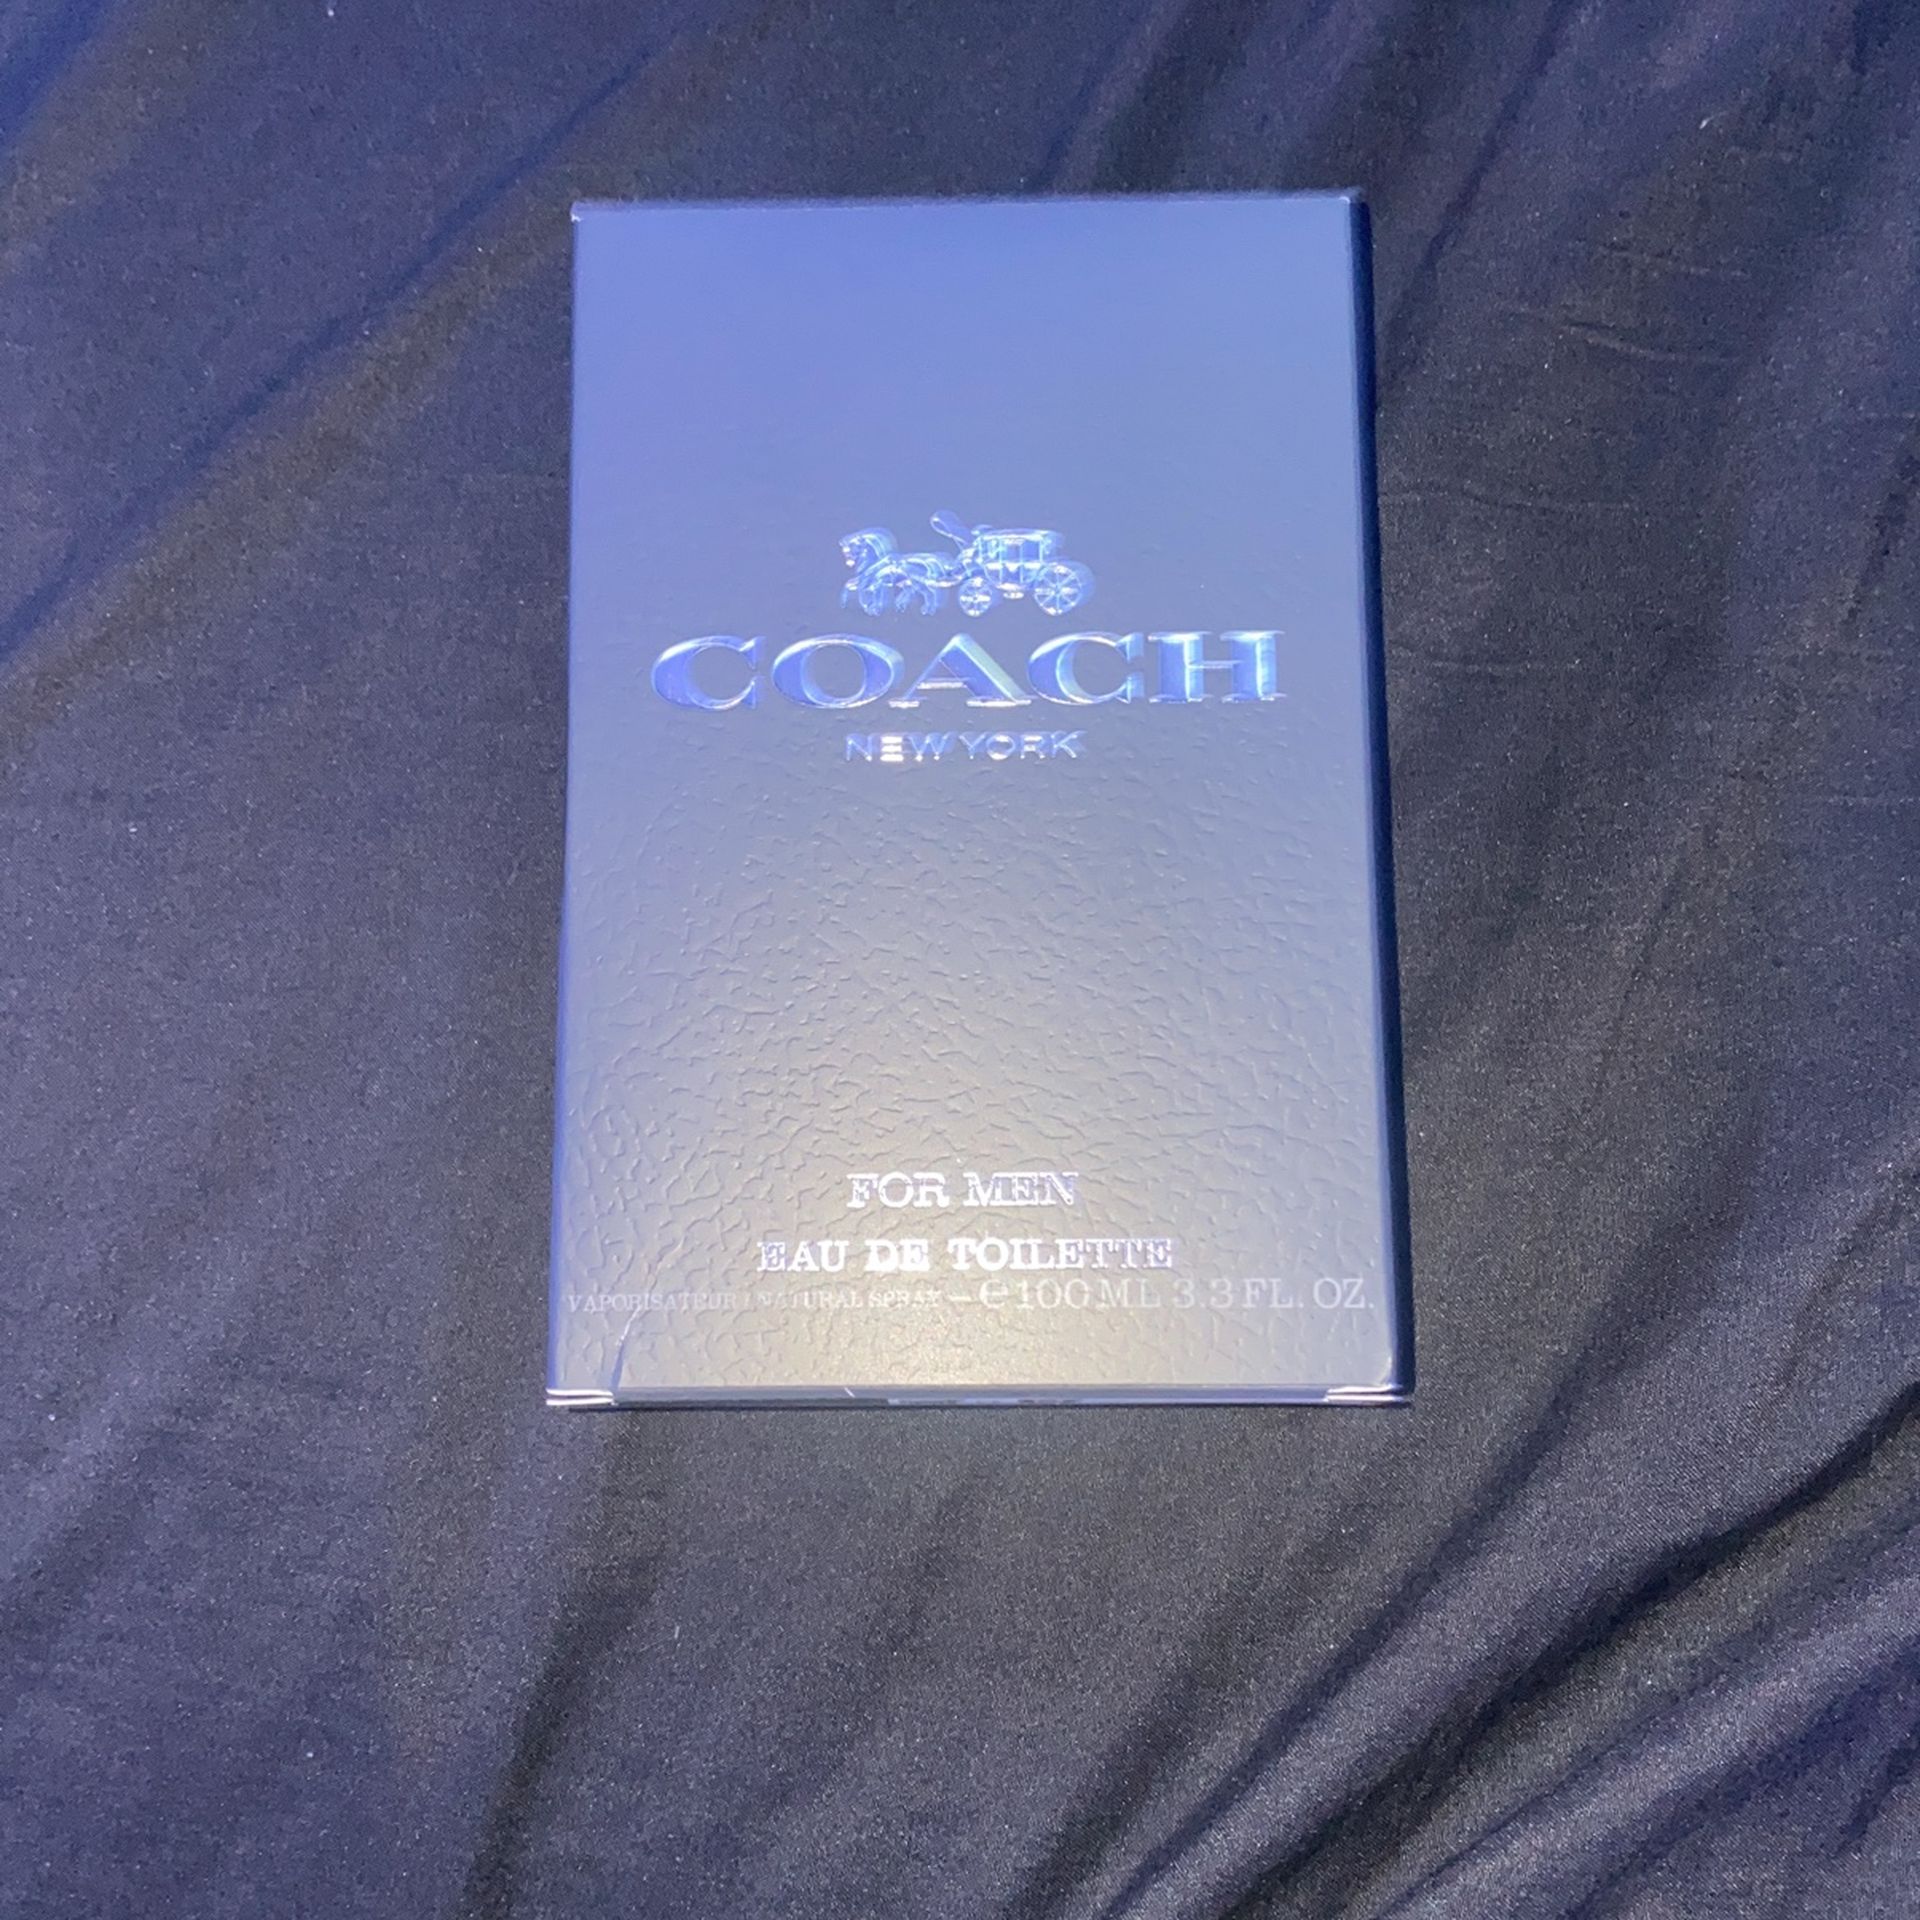 COACH
NEW YORK
FOR MEN
EAU DE TOILETTE
VAPORISATEUR / NATURAL SPRAY – ℮ 100 ML 3.3 FL. OZ.